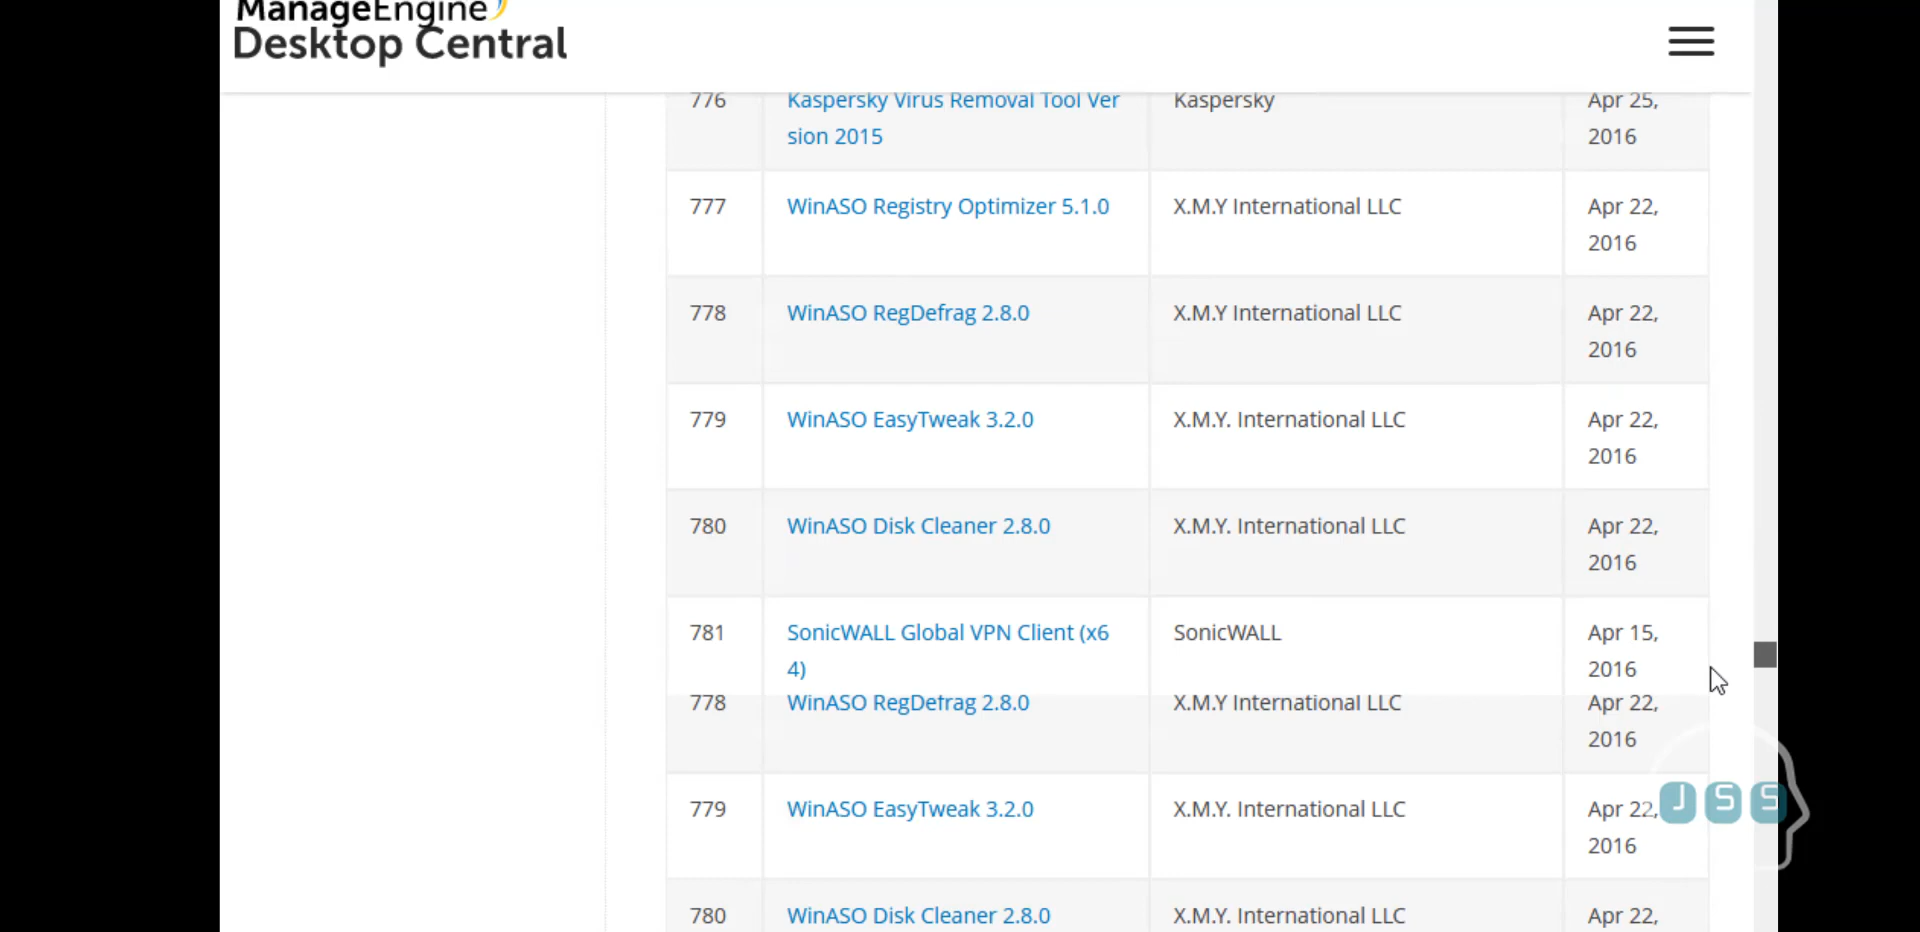 ManageEngine
Desktop Central
776 Kaspersky Virus Removal Tool Ver Kaspersky Apr 25,
sion 2015 2016
777 WinASO Registry Optimizer 5.1.0 X.M.Y International LLC Apr 22,
2016
778 WinASO RegDefrag 2.8.0 X.M.Y International LLC Apr 22,
2016
779 WinASO EasyTweak 3.2.0 X.M.Y. International LLC Apr 22,
2016
780 WinASO Disk Cleaner 2.8.0 X.M.Y. International LLC Apr 22,
2016
781 SonicWALL Global VPN Client (x6 SonicWALL Apr 15,
4) 2016
778 WinASO RegDefrag 2.8.0 X.M.Y International LLC Apr 22,
2016
779 WinASO EasyTweak 3.2.0 X.M.Y. International LLC Apr 22,
2016
780 WinASO Disk Cleaner 2.8.0 X.M.Y. International LLC Apr 22,
JSS